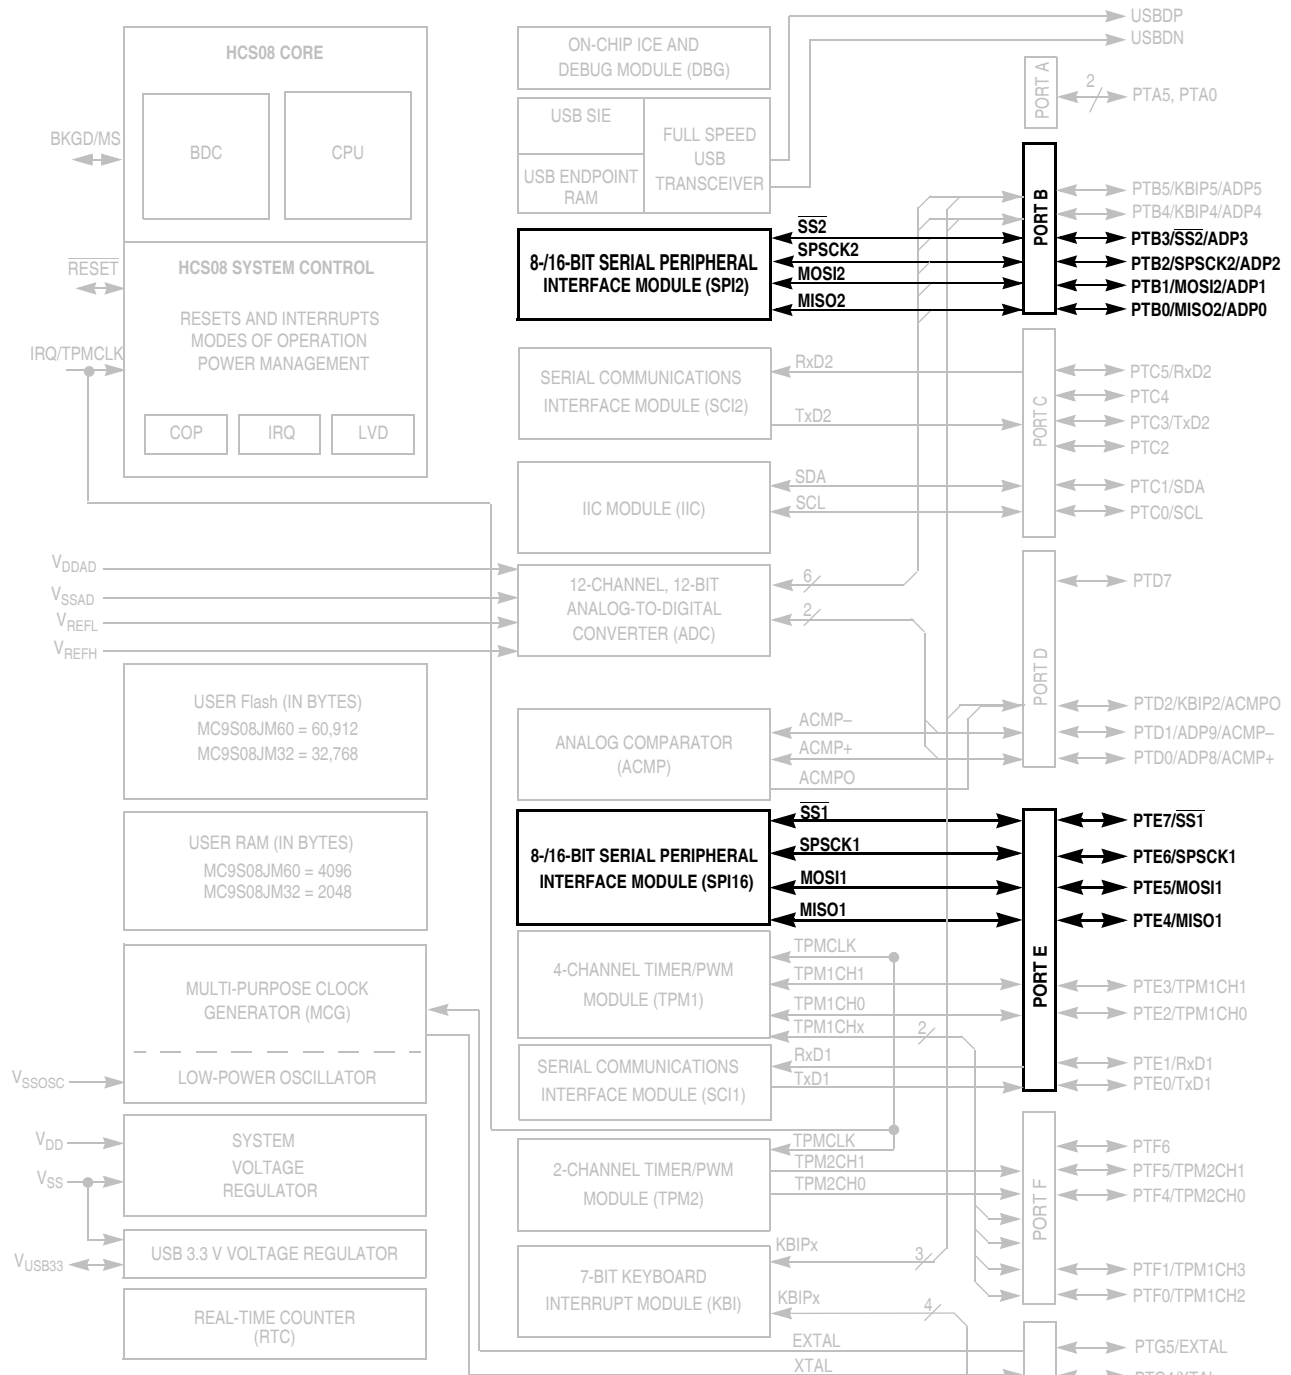 HCS08 CORE
BDC
CPU
BKGD/MS
RESET
HCS08 SYSTEM CONTROL
RESETS AND INTERRUPTS
MODES OF OPERATION
POWER MANAGEMENT
IRQ/TPMCLK
COP
IRQ
LVD
VDDAD
VSSAD
VREFL
VREFH
USER Flash (IN BYTES)
MC9S08JM60 = 60,912
MC9S08JM32 = 32,768
USER RAM (IN BYTES)
MC9S08JM60 = 4096
MC9S08JM32 = 2048
MULTI-PURPOSE CLOCK
GENERATOR (MCG)
LOW-POWER OSCILLATOR
VSSOSC
VDD
VSS
SYSTEM
VOLTAGE
REGULATOR
VUSB33
USB 3.3 V VOLTAGE REGULATOR
REAL-TIME COUNTER
(RTC)
ON-CHIP ICE AND
DEBUG MODULE (DBG)
USB SIE
USB ENDPOINT
RAM
FULL SPEED
USB
TRANSCEIVER
8-/16-BIT SERIAL PERIPHERAL
INTERFACE MODULE (SPI2)
SS2
SPSCK2
MOSI2
MISO2
SERIAL COMMUNICATIONS
INTERFACE MODULE (SCI2)
RxD2
TxD2
IIC MODULE (IIC)
SDA
SCL
12-CHANNEL, 12-BIT
ANALOG-TO-DIGITAL
CONVERTER (ADC)
6
2
ANALOG COMPARATOR
(ACMP)
ACMP–
ACMP+
ACMPO
8-/16-BIT SERIAL PERIPHERAL
INTERFACE MODULE (SPI16)
SS1
SPSCK1
MOSI1
MISO1
4-CHANNEL TIMER/PWM
MODULE (TPM1)
TPMCLK
TPM1CH1
TPM1CH0
TPM1CHx
2
SERIAL COMMUNICATIONS
INTERFACE MODULE (SCI1)
RxD1
TxD1
2-CHANNEL TIMER/PWM
MODULE (TPM2)
TPMCLK
TPM2CH1
TPM2CH0
7-BIT KEYBOARD
INTERRUPT MODULE (KBI)
KBIPx
3
KBIPx
4
EXTAL
XTAL
USBDP
USBDN
PORT A
2
PTA5, PTA0
PORT B
PTB5/KBIP5/ADP5
PTB4/KBIP4/ADP4
PTB3/SS2/ADP3
PTB2/SPSCK2/ADP2
PTB1/MOSI2/ADP1
PTB0/MISO2/ADP0
PORT C
PTC5/RxD2
PTC4
PTC3/TxD2
PTC2
PTC1/SDA
PTC0/SCL
PORT D
PTD7
PTD2/KBIP2/ACMPO
PTD1/ADP9/ACMP–
PTD0/ADP8/ACMP+
PORT E
PTE7/SS1
PTE6/SPSCK1
PTE5/MOSI1
PTE4/MISO1
PTE3/TPM1CH1
PTE2/TPM1CH0
PTE1/RxD1
PTE0/TxD1
PORT F
PTF6
PTF5/TPM2CH1
PTF4/TPM2CH0
PTF1/TPM1CH3
PTF0/TPM1CH2
PTG5/EXTAL